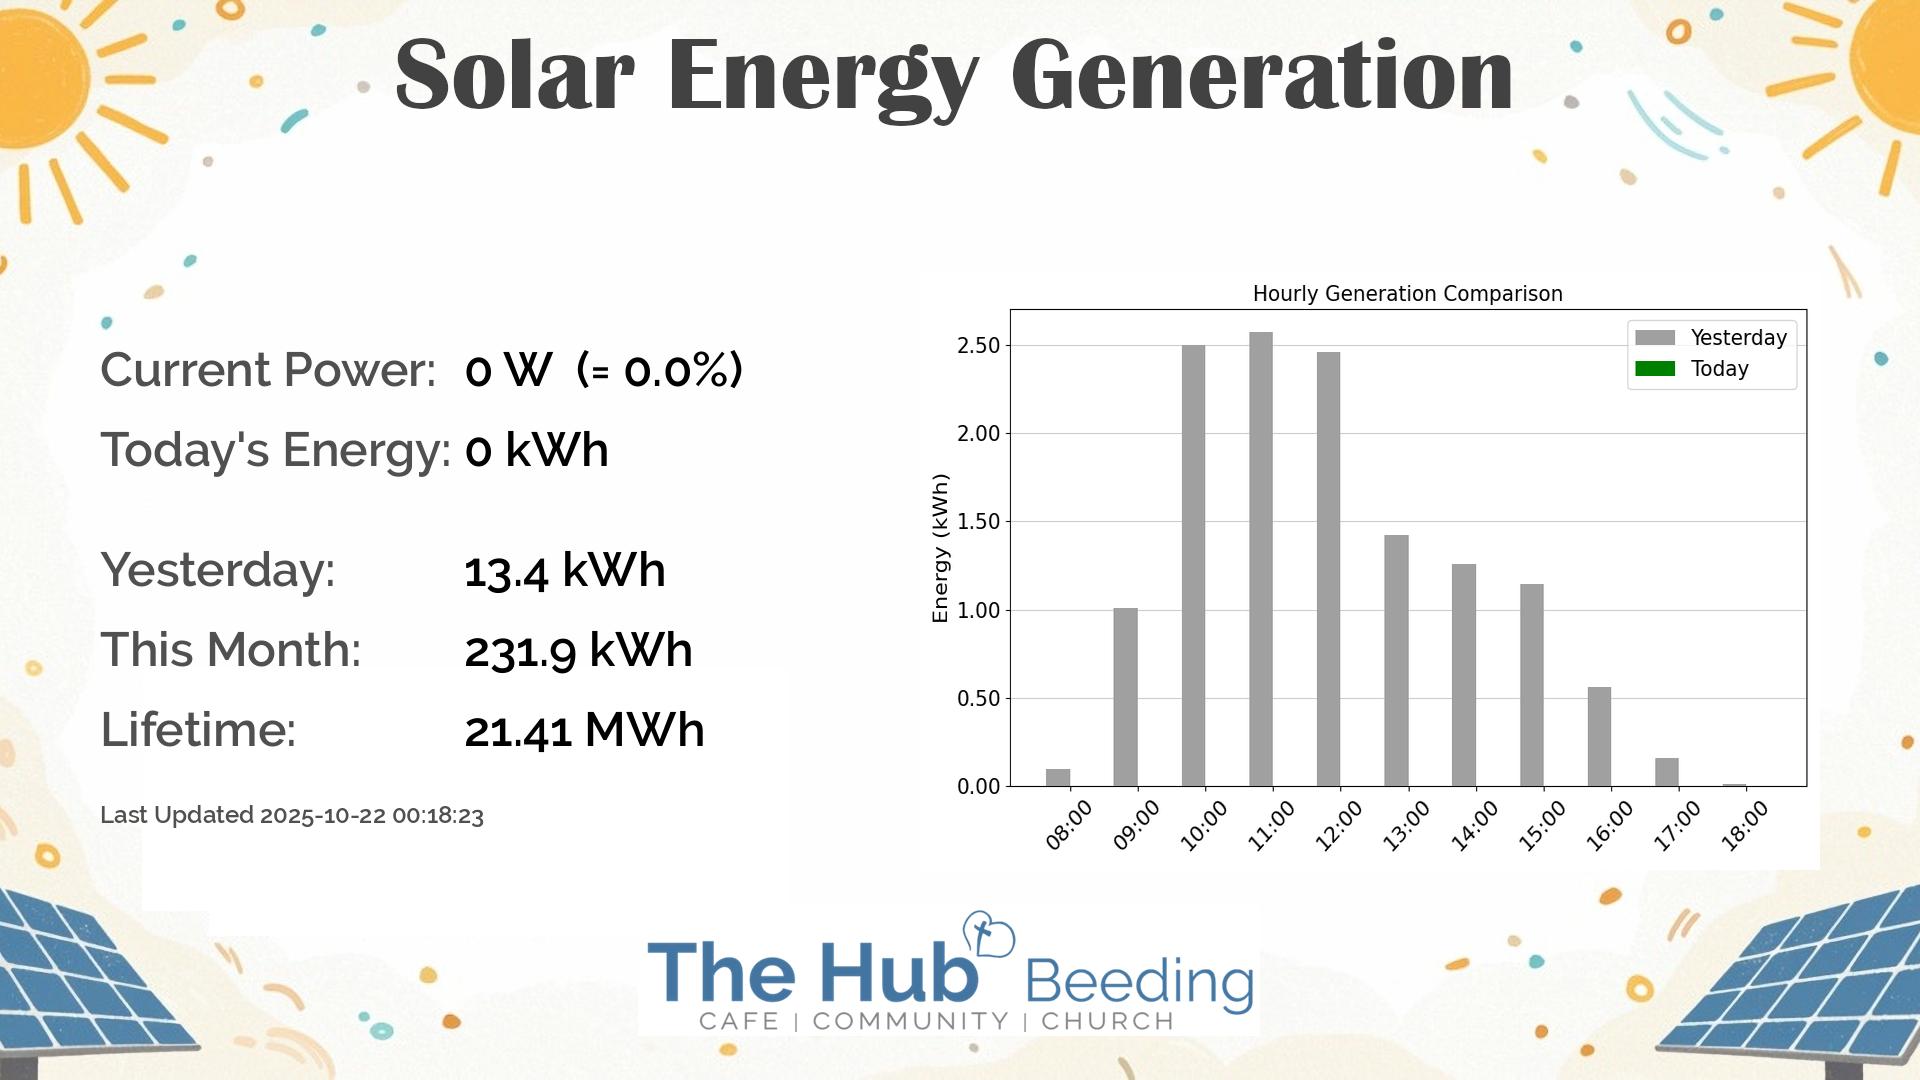 Solar Energy Generation
Current Power: 0 W (= 0.0%)
Today's Energy: 0 kWh
Yesterday: 13.4 kWh
This Month: 231.9 kWh
Lifetime: 21.41 MWh
Last Updated 2025-10-22 00:18:23
Hourly Generation Comparison
Yesterday
Today
Energy (kWh)
2.50
2.00
1.50
1.00
0.50
0.00
08:00 09:00 10:00 11:00 12:00 13:00 14:00 15:00 16:00 17:00 18:00
The Hub Beeding
CAFE | COMMUNITY | CHURCH